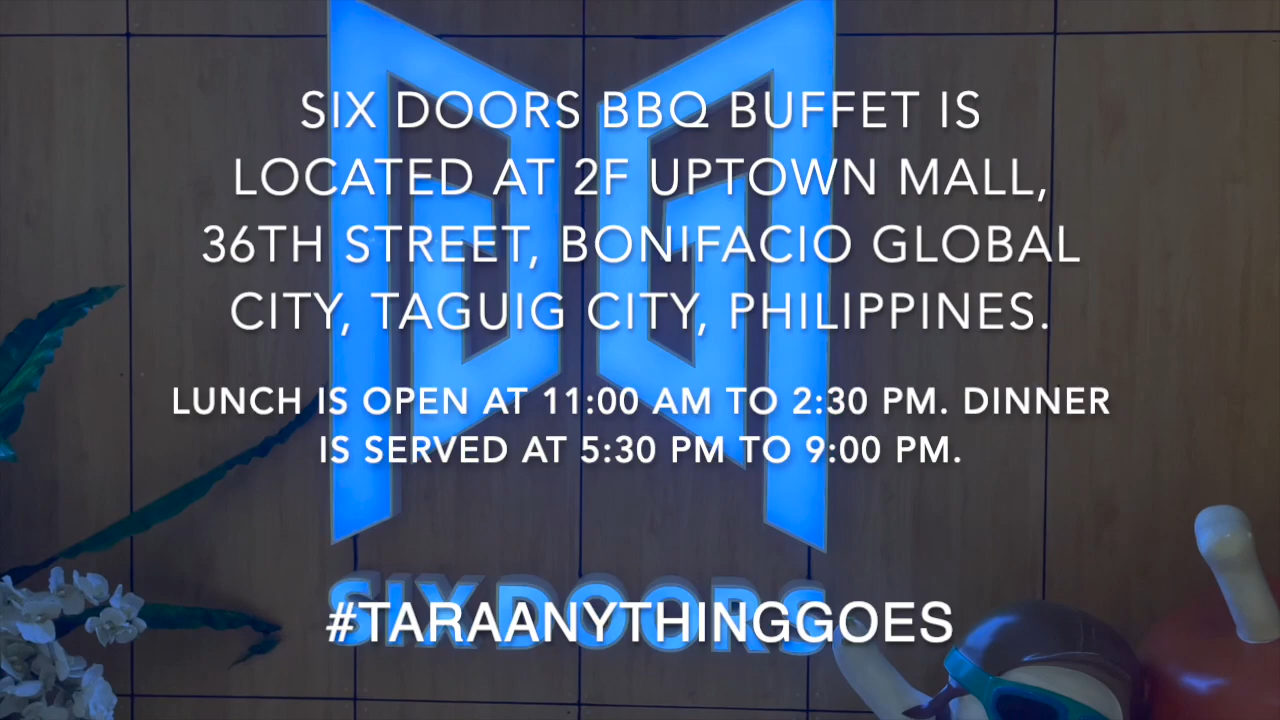 SIX DOORS BBQ BUFFET IS
LOCATED AT 2F UPTOWN MALL,
36TH STREET, BONIFACIO GLOBAL
CITY, TAGUIG CITY, PHILIPPINES.
LUNCH IS OPEN AT 11:00 AM TO 2:30 PM. DINNER
IS SERVED AT 5:30 PM TO 9:00 PM.
SIX DOORS
#TARAANYTHINGGOES